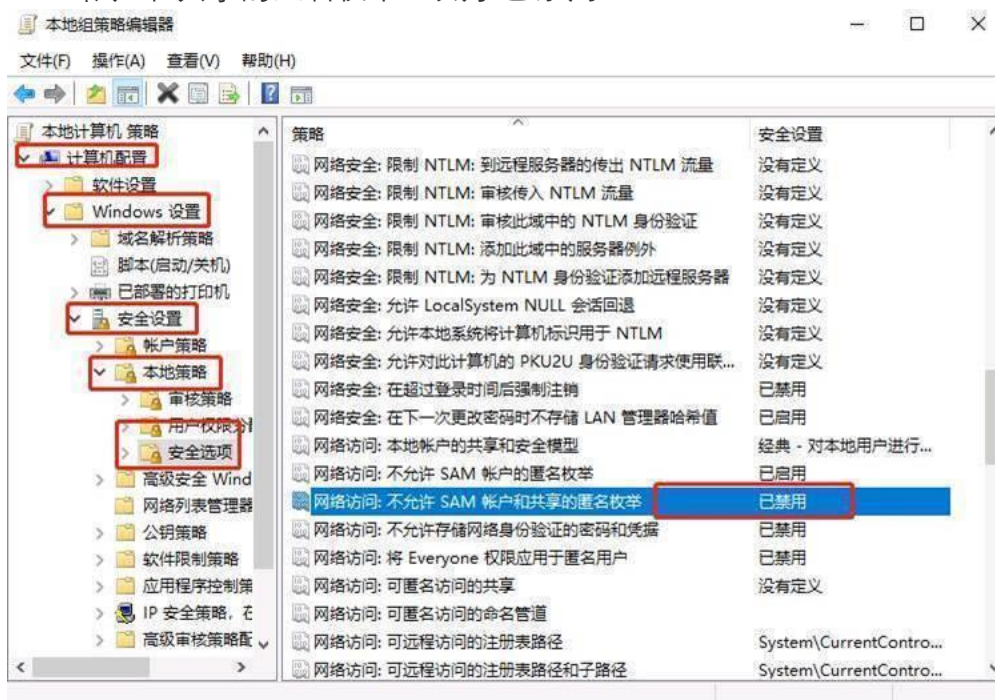 本地组策略编辑器
文件(F) 操作(A) 查看(V) 帮助(H)
本地计算机 策略
计算机配置
软件设置
Windows 设置
域名解析策略
脚本(启动/关机)
已部署的打印机
安全设置
帐户策略
本地策略
审核策略
用户权限分配
安全选项
高级安全 Wind
网络列表管理器
公钥策略
软件限制策略
应用程序控制策
IP 安全策略，在
高级审核策略配
策略 安全设置
网络安全: 限制 NTLM: 到远程服务器的传出 NTLM 流量 没有定义
网络安全: 限制 NTLM: 审核传入 NTLM 流量 没有定义
网络安全: 限制 NTLM: 审核此域中的 NTLM 身份验证 没有定义
网络安全: 限制 NTLM: 添加此域中的服务器例外 没有定义
网络安全: 限制 NTLM: 为 NTLM 身份验证添加远程服务器 没有定义
网络安全: 允许 LocalSystem NULL 会话回退 没有定义
网络安全: 允许本地系统将计算机标识用于 NTLM 没有定义
网络安全: 允许对此计算机的 PKU2U 身份验证请求使用联... 没有定义
网络安全: 在超过登录时间后强制注销 已禁用
网络安全: 在下一次更改密码时不存储 LAN 管理器哈希值 已启用
网络访问: 本地帐户的共享和安全模型 经典 - 对本地用户进行...
网络访问: 不允许 SAM 帐户的匿名枚举 已启用
网络访问: 不允许 SAM 帐户和共享的匿名枚举 已禁用
网络访问: 不允许存储网络身份验证的密码和凭据 已禁用
网络访问: 将 Everyone 权限应用于匿名用户 已禁用
网络访问: 可匿名访问的共享 没有定义
网络访问: 可匿名访问的命名管道
网络访问: 可远程访问的注册表路径 System\CurrentContro...
网络访问: 可远程访问的注册表路径和子路径 System\CurrentContro...